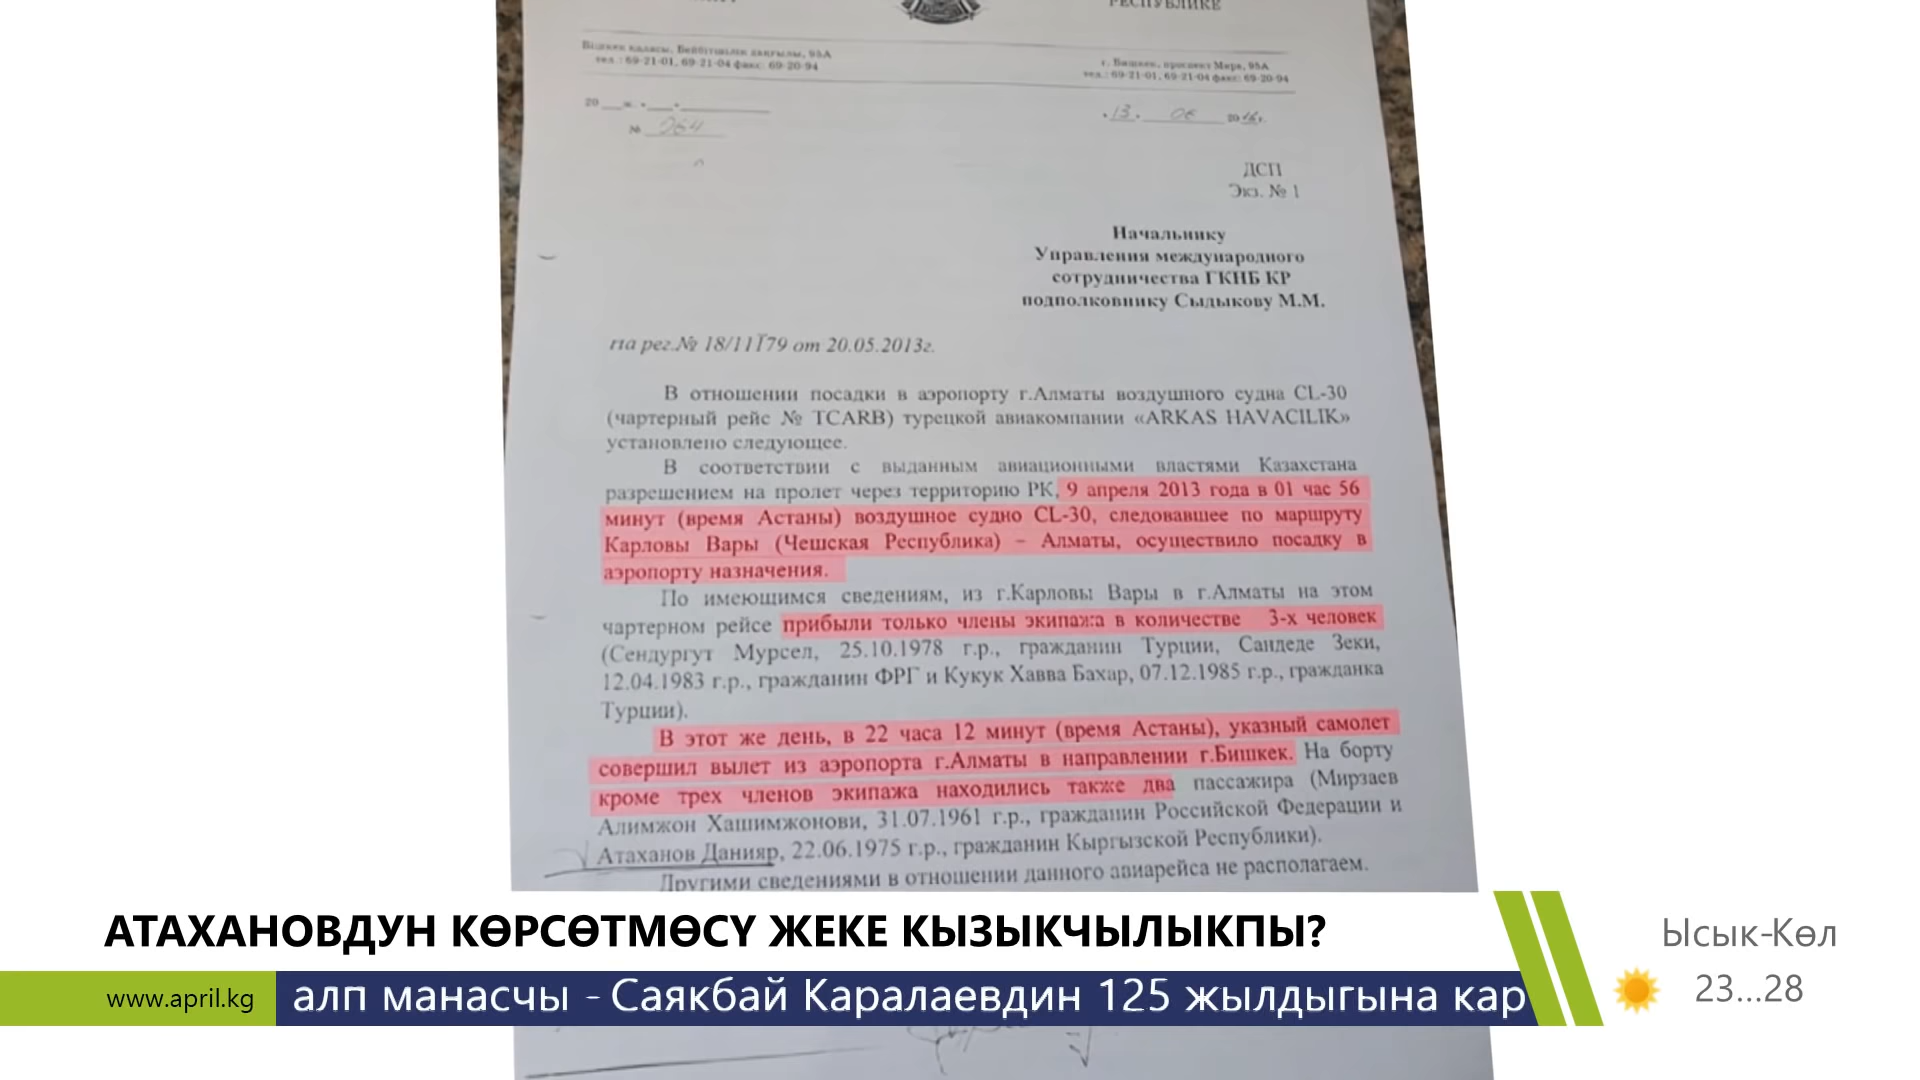 РЕСПУБЛИКЕ
Бішкек қаласы, Бейбітшілік даңғылы, 95А
тел.: 69-21-01, 69-21-04 факс: 69-20-94
г. Бишкек, проспект Мира, 95А
тел.: 69-21-01, 69-21-04 факс: 69-20-94
20 ж. « »
№ 264
«13» 06 20 г.
ДСП
Экз. № 1
Начальнику
Управления международного
сотрудничества ГКНБ КР
подполковнику Сыдыкову М.М.
На рег.№ 18/11179 от 20.05.2013г.
В отношении посадки в аэропорту г.Алматы воздушного судна CL-30
(чартерный рейс № TCARB) турецкой авиакомпании «ARKAS HAVACILIK»
установлено следующее.
В соответствии с выданным авиационными властями Казахстана
разрешением на пролет через территорию РК, 9 апреля 2013 года в 01 час 56
минут (время Астаны) воздушное судно CL-30, следовавшее по маршруту
Карловы Вары (Чешская Республика) – Алматы, осуществило посадку в
аэропорту назначения.
По имеющимся сведениям, из г.Карловы Вары в г.Алматы на этом
чартерном рейсе прибыли только члены экипажа в количестве 3-х человек
(Сендургут Мурсел, 25.10.1978 г.р., гражданин Турции, Санде­де Зеки,
12.04.1983 г.р., гражданин ФРГ и Кукук Хавва Бахар, 07.12.1985 г.р., гражданка
Турции).
В этот же день, в 22 часа 12 минут (время Астаны), указный самолет
совершил вылет из аэропорта г.Алматы в направлении г.Бишкек. На борту
кроме трех членов экипажа находились также два пассажира (Мирзаев
Алимжон Хашимжонови, 31.07.1961 г.р., гражданин Российской Федерации и
Атаханов Данияр, 22.06.1975 г.р., гражданин Кыргызской Республики).
Другими сведениями в отношении данного авиарейса не располагаем.
АТАХАНОВДУН КӨРСӨТМӨСҮ ЖЕКЕ КЫЗЫКЧЫЛЫКПЫ?
Ысык-Көл
23...28
www.april.kg
алп манасчы - Саякбай Каралаевдин 125 жылдыгына кар